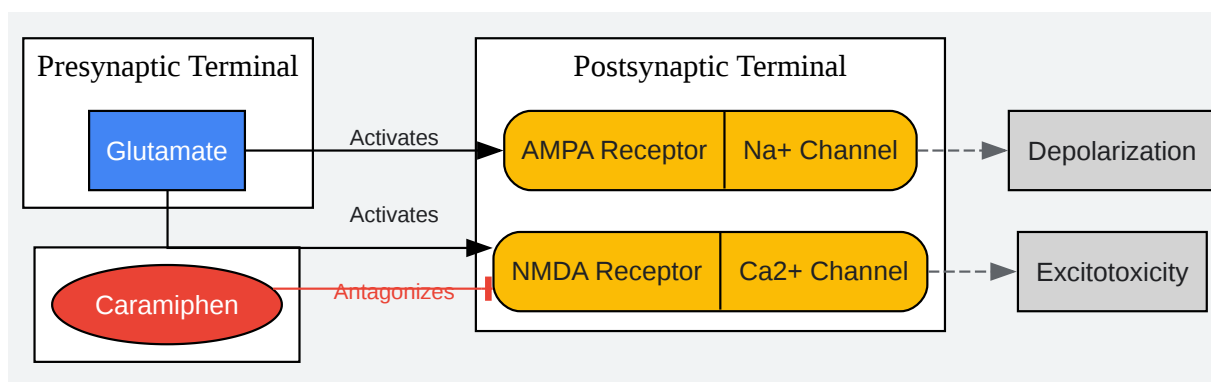 Presynaptic Terminal
Postsynaptic Terminal
Glutamate
Activates
AMPA Receptor
Na+ Channel
Depolarization
Activates
NMDA Receptor
Ca2+ Channel
Excitotoxicity
Caramiphen
Antagonizes